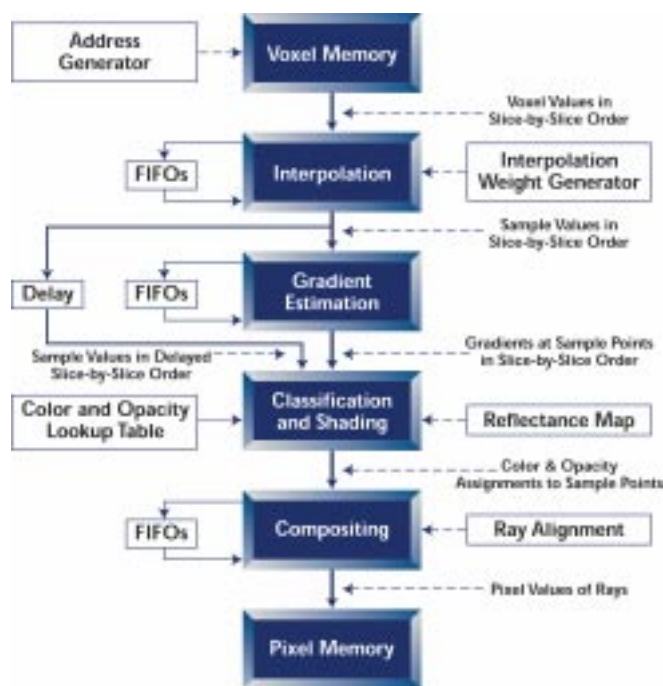 Address
Generator
Voxel Memory
Voxel Values in
Slice-by-Slice Order
FIFOs
Interpolation
Interpolation
Weight Generator
Sample Values in
Slice-by-Slice Order
Delay
FIFOs
Gradient
Estimation
Sample Values in Delayed
Slice-by-Slice Order
Gradients at Sample Points
in Slice-by-Slice Order
Color and Opacity
Lookup Table
Classification
and Shading
Reflectance Map
Color & Opacity
Assignments to Sample Points
FIFOs
Compositing
Ray Alignment
Pixel Values of Rays
Pixel Memory